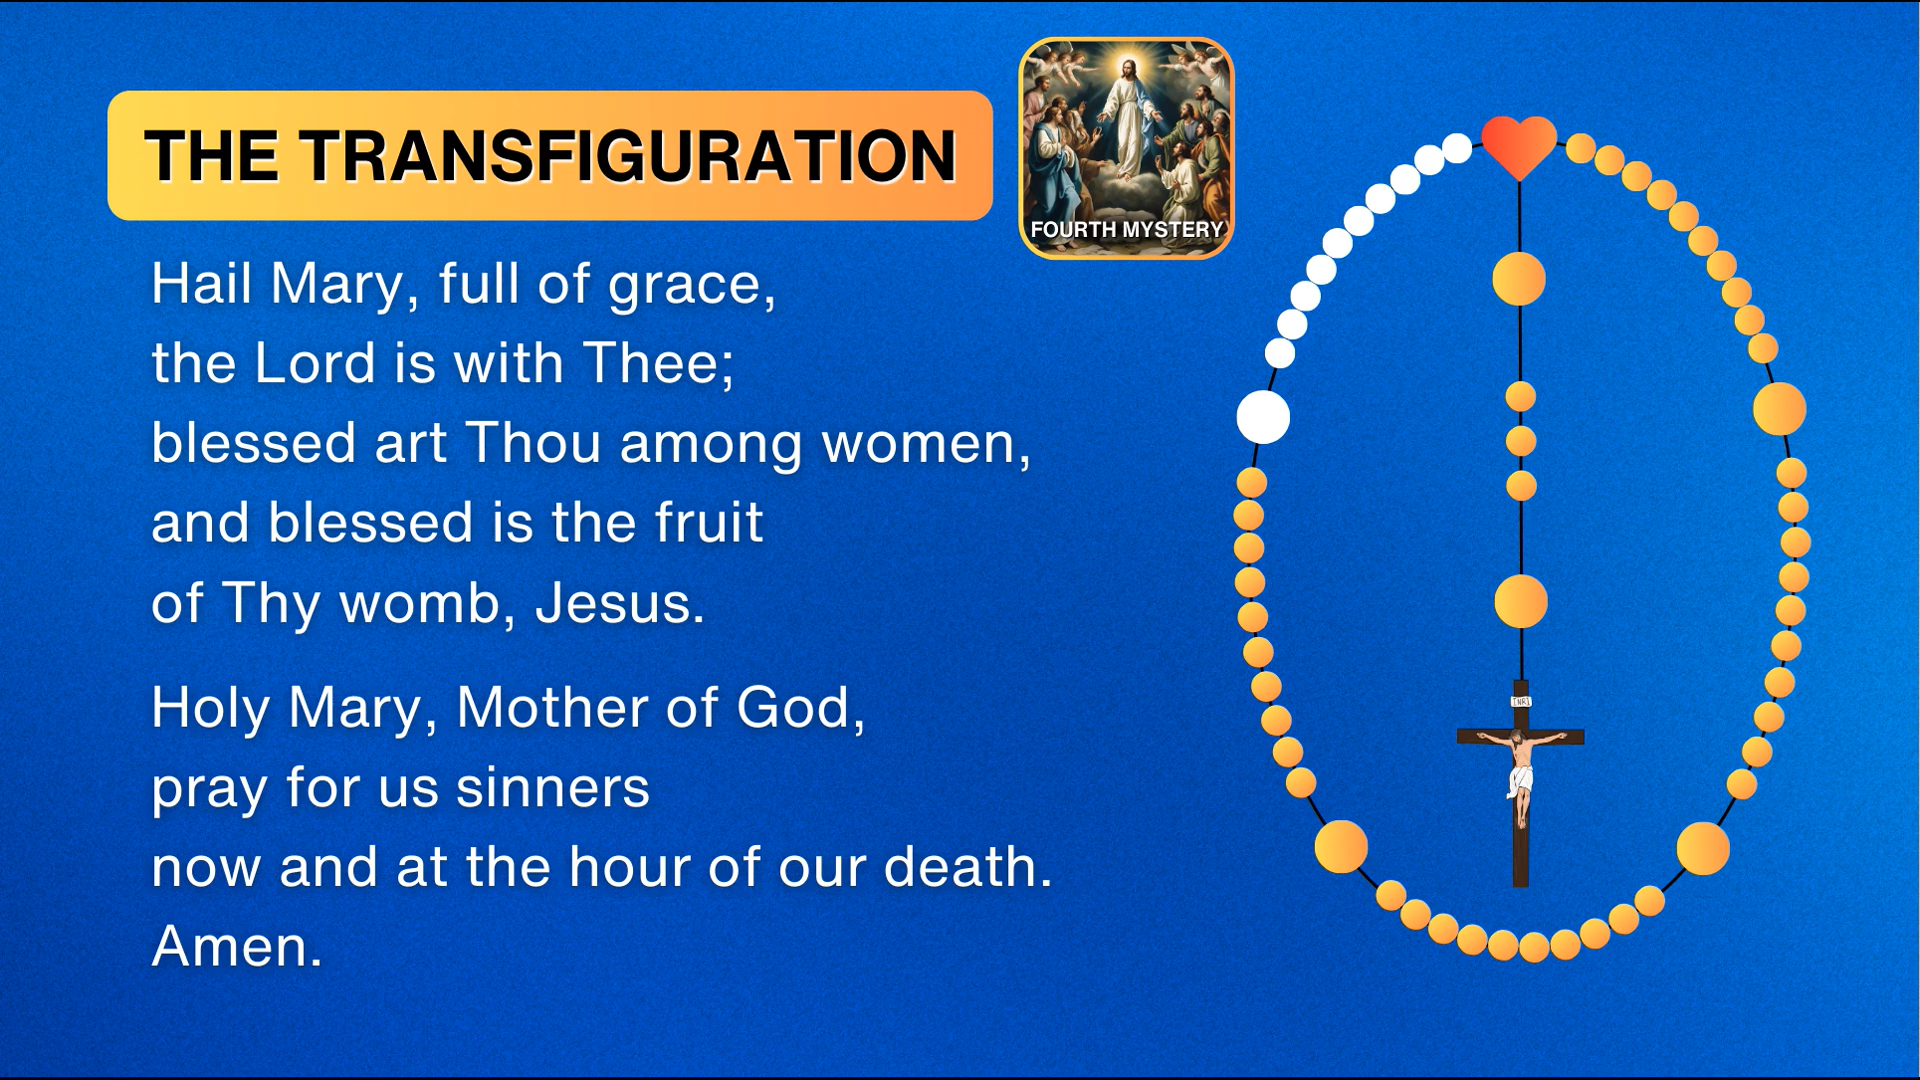 THE TRANSFIGURATION
FOURTH MYSTERY
Hail Mary, full of grace,
the Lord is with Thee;
blessed art Thou among women,
and blessed is the fruit
of Thy womb, Jesus.
Holy Mary, Mother of God,
pray for us sinners
now and at the hour of our death.
Amen.
INRI